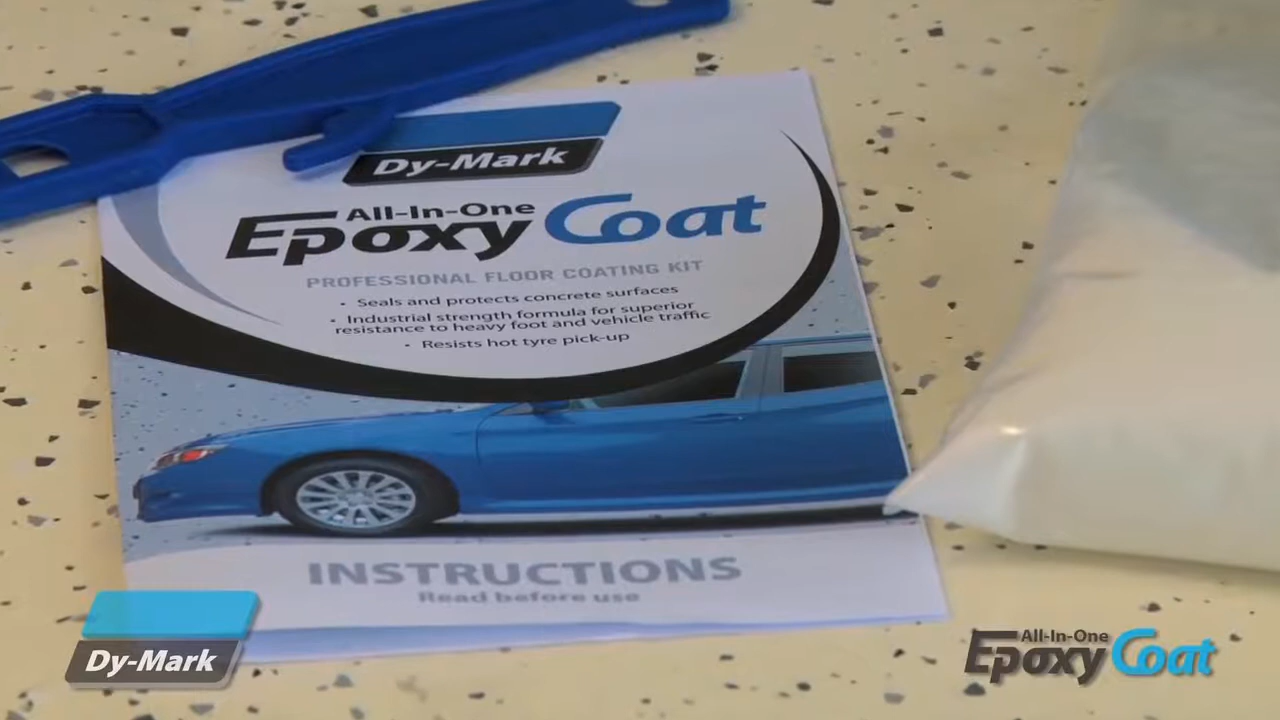 Dy-Mark
All-In-One
Epoxy Coat
PROFESSIONAL FLOOR COATING KIT
• Seals and protects concrete surfaces
• Industrial strength formula for superior
resistance to heavy foot and vehicle traffic
• Resists hot tyre pick-up
INSTRUCTIONS
Read before use
Dy-Mark
All-In-One
Epoxy Coat